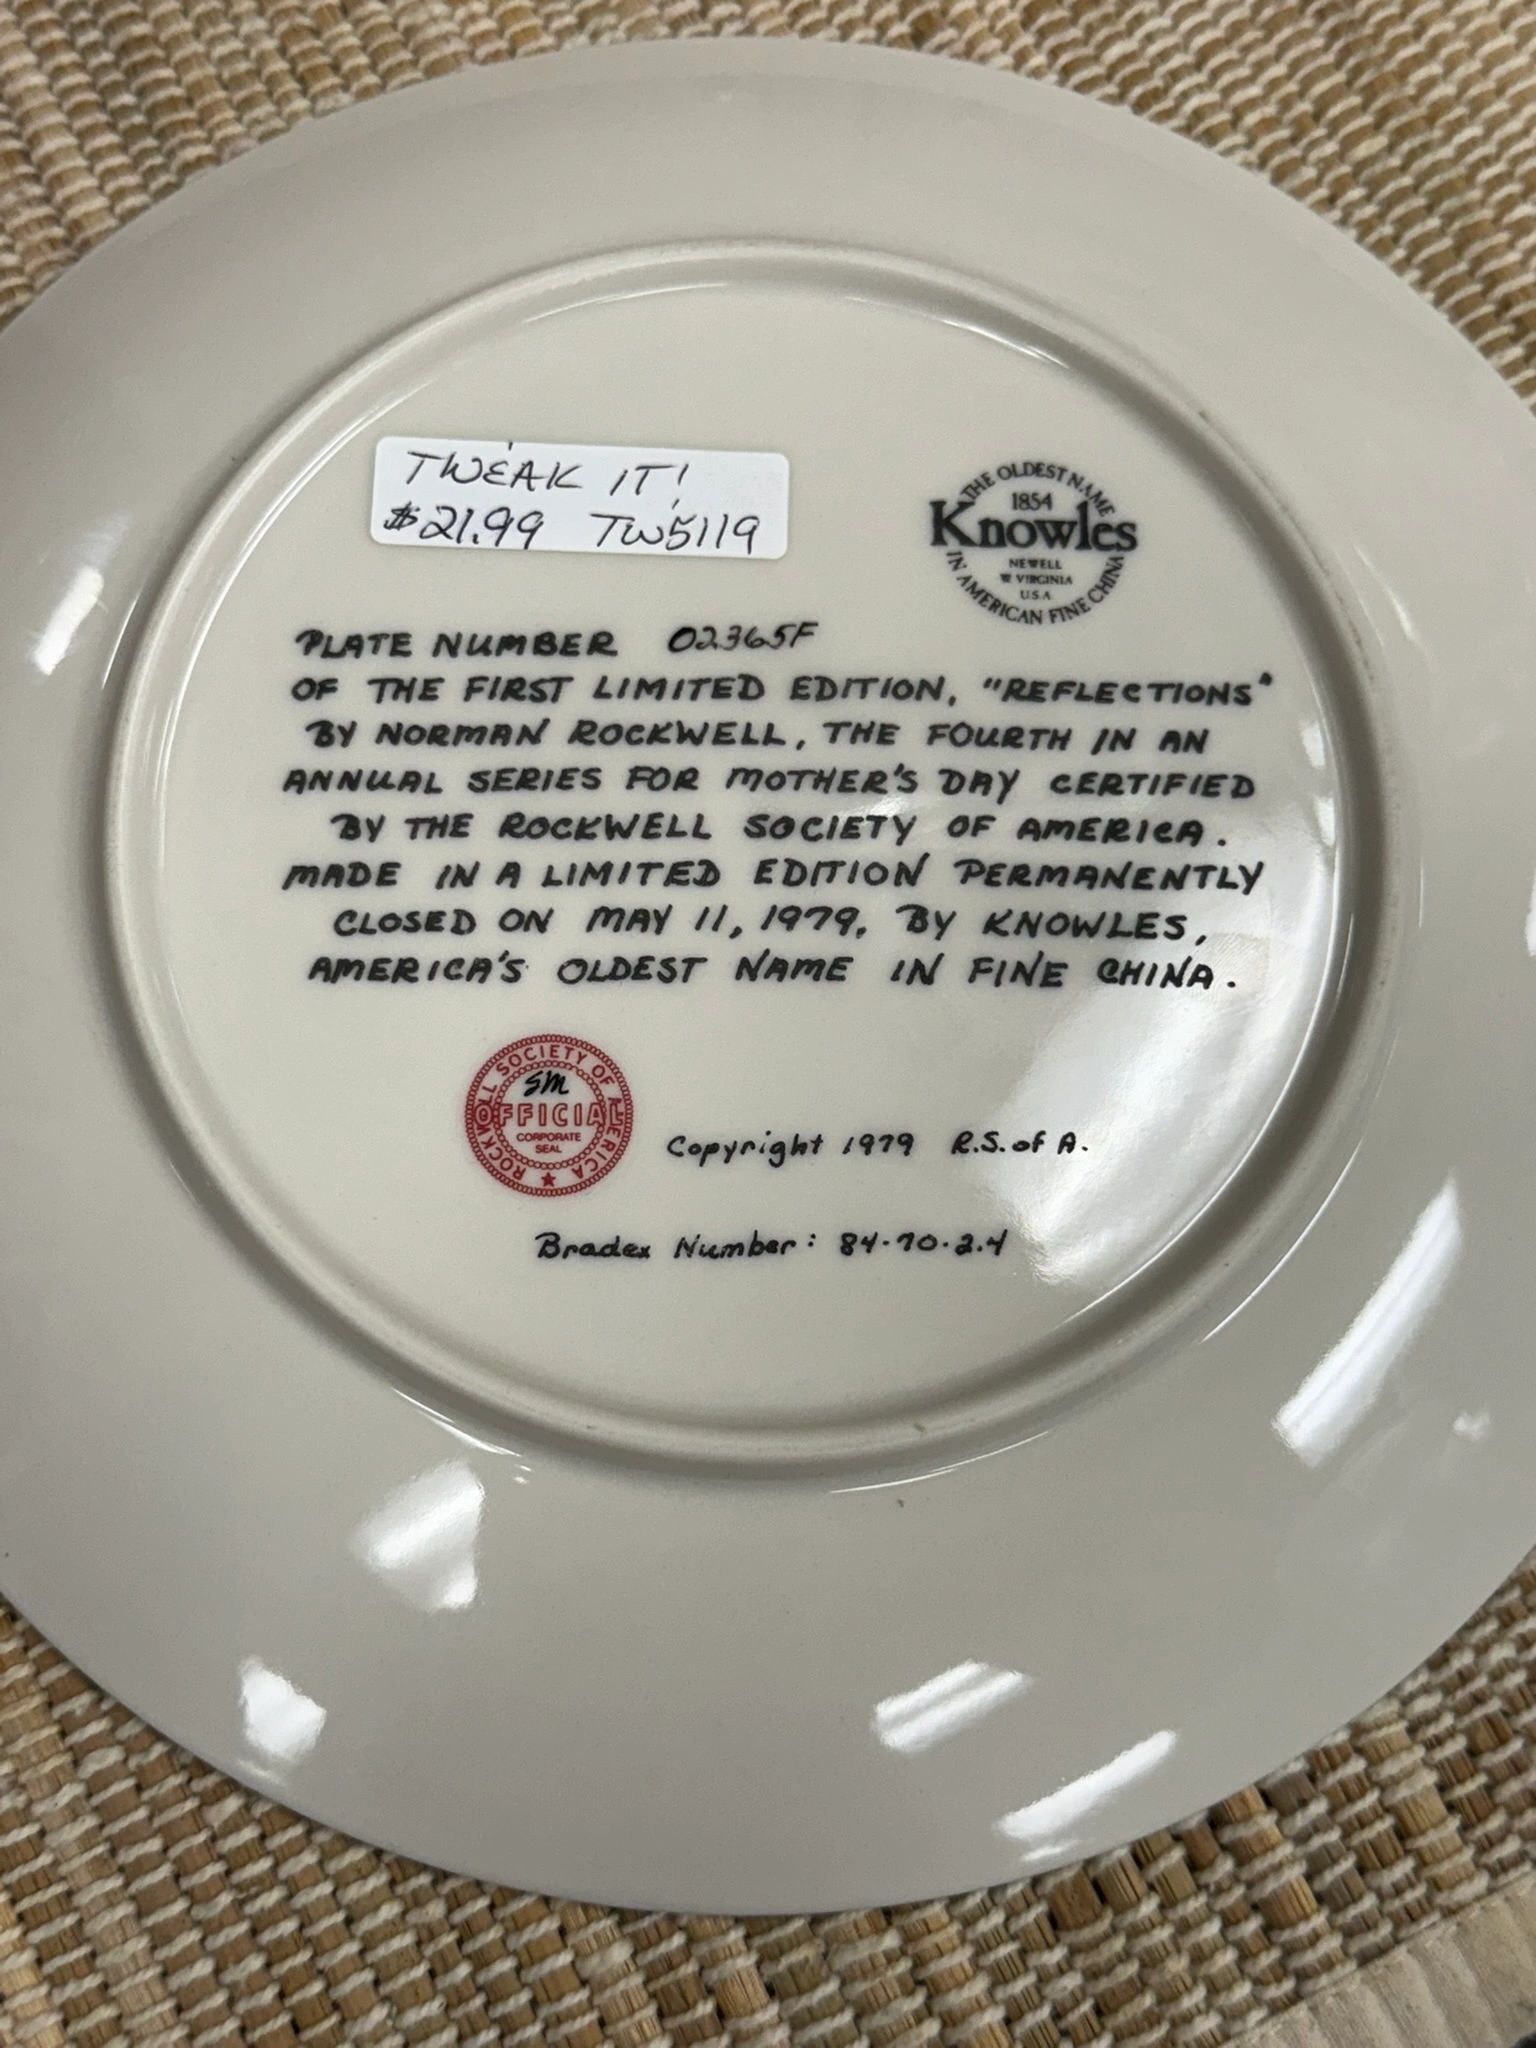 TWEAK IT!
$21.99 TW5119
THE OLDEST NAME
1854
Knowles
NEWELL
W VIRGINIA
U.S.A
IN AMERICAN FINE CHINA
PLATE NUMBER 02365F
OF THE FIRST LIMITED EDITION, "REFLECTIONS"
BY NORMAN ROCKWELL, THE FOURTH IN AN
ANNUAL SERIES FOR MOTHER'S DAY CERTIFIED
BY THE ROCKWELL SOCIETY OF AMERICA.
MADE IN A LIMITED EDITION PERMANENTLY
CLOSED ON MAY 11, 1979, BY KNOWLES,
AMERICA'S OLDEST NAME IN FINE CHINA.
ROCKWELL SOCIETY OF AMERICA
SM
OFFICIAL
CORPORATE
SEAL
Copyright 1979 R.S. of A.
Bradex Number: 84-70-2.4